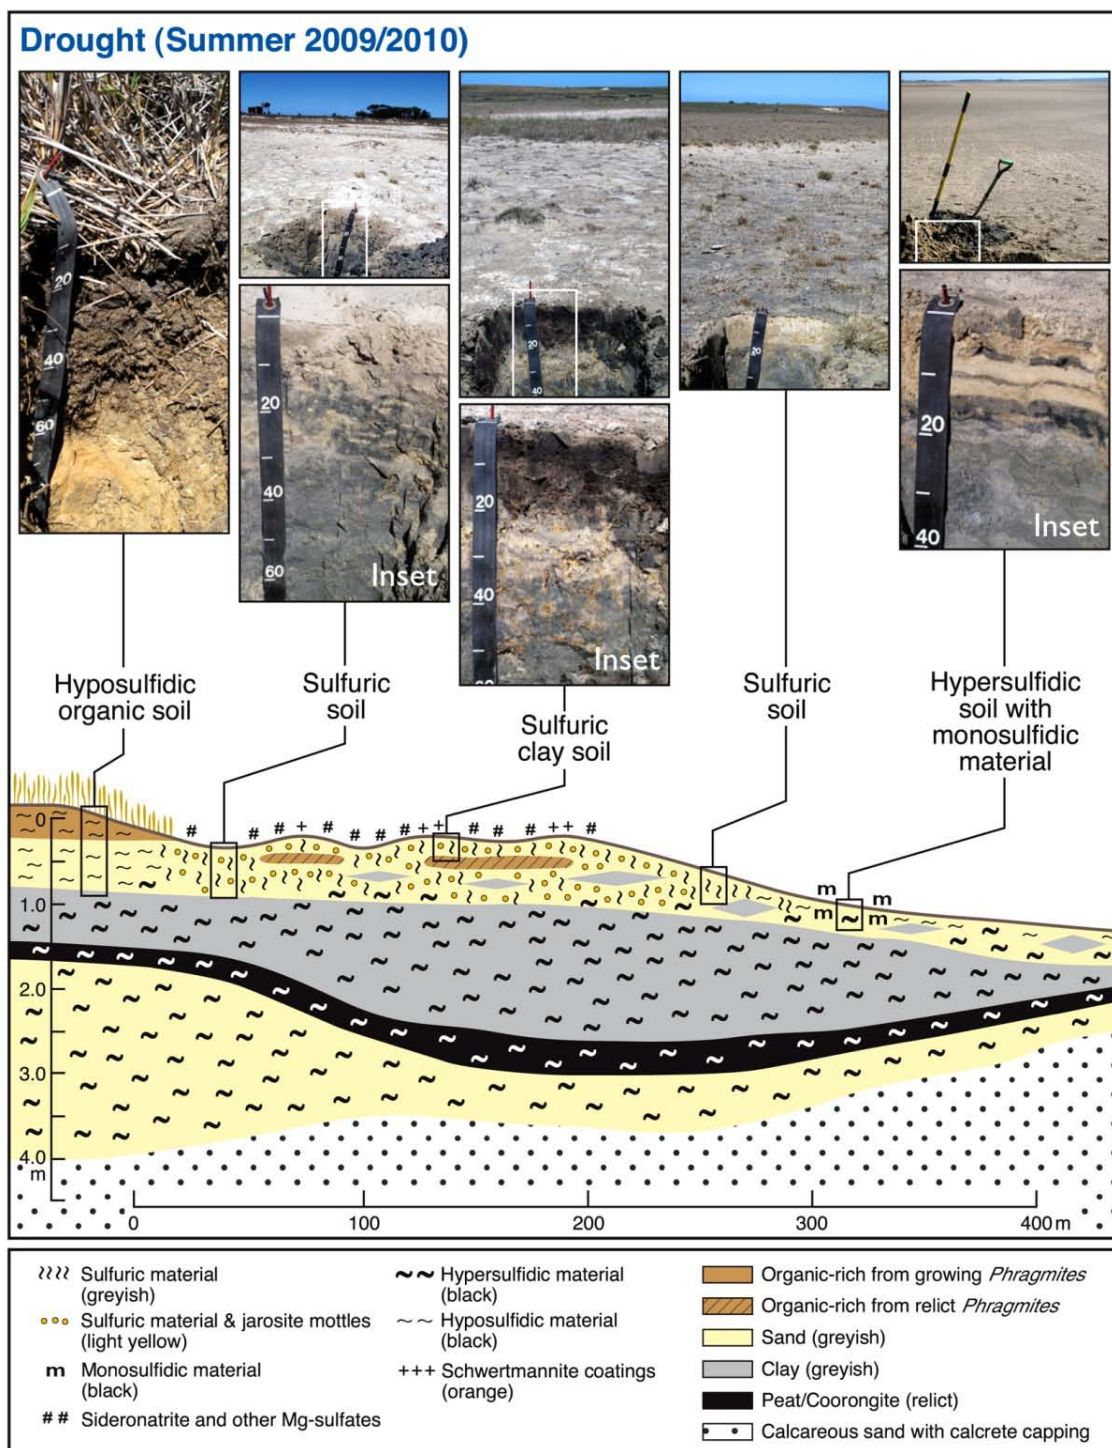 Drought (Summer 2009/2010)
20
40
60
20
40
60
Inset
20
40
20
40
Inset
20
20
40
Inset
Hyposulfidic
organic soil
Sulfuric
soil
Sulfuric
clay soil
Sulfuric
soil
Hypersulfidic
soil with
monosulfidic
material
# # # + # # # # + + # # # + + #
m m
m m
0
1.0
2.0
3.0
4.0
m
0 100 200 300 400 m
Sulfuric material
(greyish)
Sulfuric material & jarosite mottles
(light yellow)
m Monosulfidic material
(black)
# # Sideronatrite and other Mg-sulfates
Hypersulfidic material
(black)
Hyposulfidic material
(black)
+++ Schwertmannite coatings
(orange)
Organic-rich from growing Phragmites
Organic-rich from relict Phragmites
Sand (greyish)
Clay (greyish)
Peat/Coorongite (relict)
Calcareous sand with calcrete capping